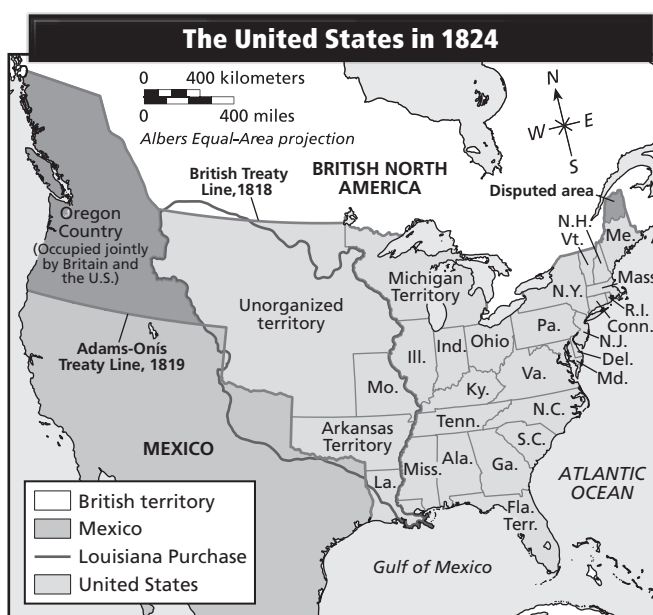 The United States in 1824
0 400 kilometers
0 400 miles
Albers Equal-Area projection
N
W E
S
British Treaty
Line, 1818
BRITISH NORTH
AMERICA
Disputed area
Oregon
Country
(Occupied jointly
by Britain and
the U.S.)
Adams-Onís
Treaty Line, 1819
Unorganized
territory
Michigan
Territory
N.H.
Vt.
Me.
Mass
N.Y.
R.I.
Conn.
Pa.
N.J.
Del.
Md.
Ill.
Ind.
Ohio
Mo.
Ky.
Va.
N.C.
Tenn.
Arkansas
Territory
S.C.
MEXICO
La.
Miss.
Ala.
Ga.
ATLANTIC
OCEAN
Fla.
Terr.
Gulf of Mexico
British territory
Mexico
Louisiana Purchase
United States